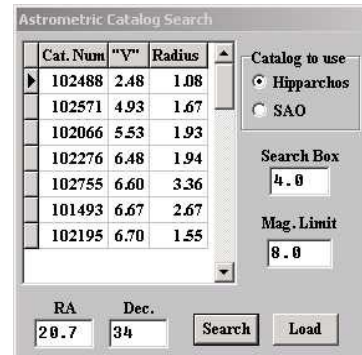 Astrometric Catalog Search
Cat. Num "V" Radius
102488 2.48 1.08
102571 4.93 1.67
102066 5.53 1.93
102276 6.48 1.94
102755 6.60 3.36
101493 6.67 2.67
102195 6.70 1.55
Catalog to use
Hipparchos
SAO
Search Box
4.0
Mag. Limit
8.0
RA Dec.
20.7 34 Search Load